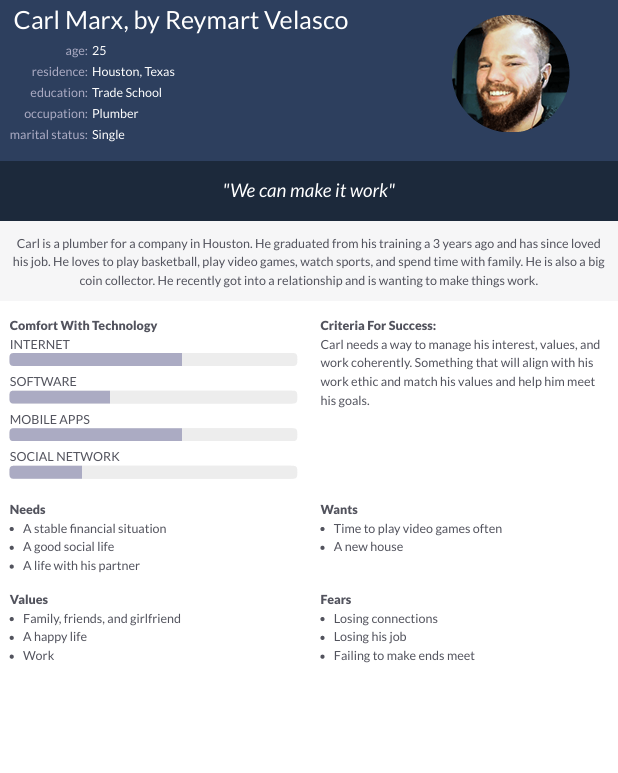 Carl Marx, by Reymart Velasco
age: 25
residence: Houston, Texas
education: Trade School
occupation: Plumber
marital status: Single
"We can make it work"
Carl is a plumber for a company in Houston. He graduated from his training a 3 years ago and has since loved
his job. He loves to play basketball, play video games, watch sports, and spend time with family. He is also a big
coin collector. He recently got into a relationship and is wanting to make things work.
Comfort With Technology
INTERNET
SOFTWARE
MOBILE APPS
SOCIAL NETWORK
Criteria For Success:
Carl needs a way to manage his interest, values, and
work coherently. Something that will align with his
work ethic and match his values and help him meet
his goals.
Needs
• A stable financial situation
• A good social life
• A life with his partner
Wants
• Time to play video games often
• A new house
Values
• Family, friends, and girlfriend
• A happy life
• Work
Fears
• Losing connections
• Losing his job
• Failing to make ends meet